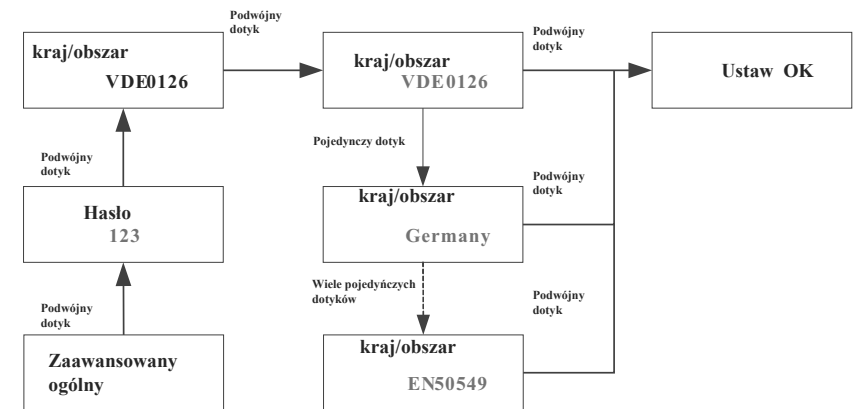 Podwójny
dotyk
kraj/obszar
VDE0126
kraj/obszar
VDE0126
Podwójny
dotyk
Ustaw OK
Podwójny
dotyk
Pojedynczy dotyk
Hasło
123
kraj/obszar
Germany
Podwójny
dotyk
Podwójny
dotyk
Wiele pojedyńczych
dotyków
Podwójny
dotyk
Zaawansowany
ogólny
kraj/obszar
EN50549